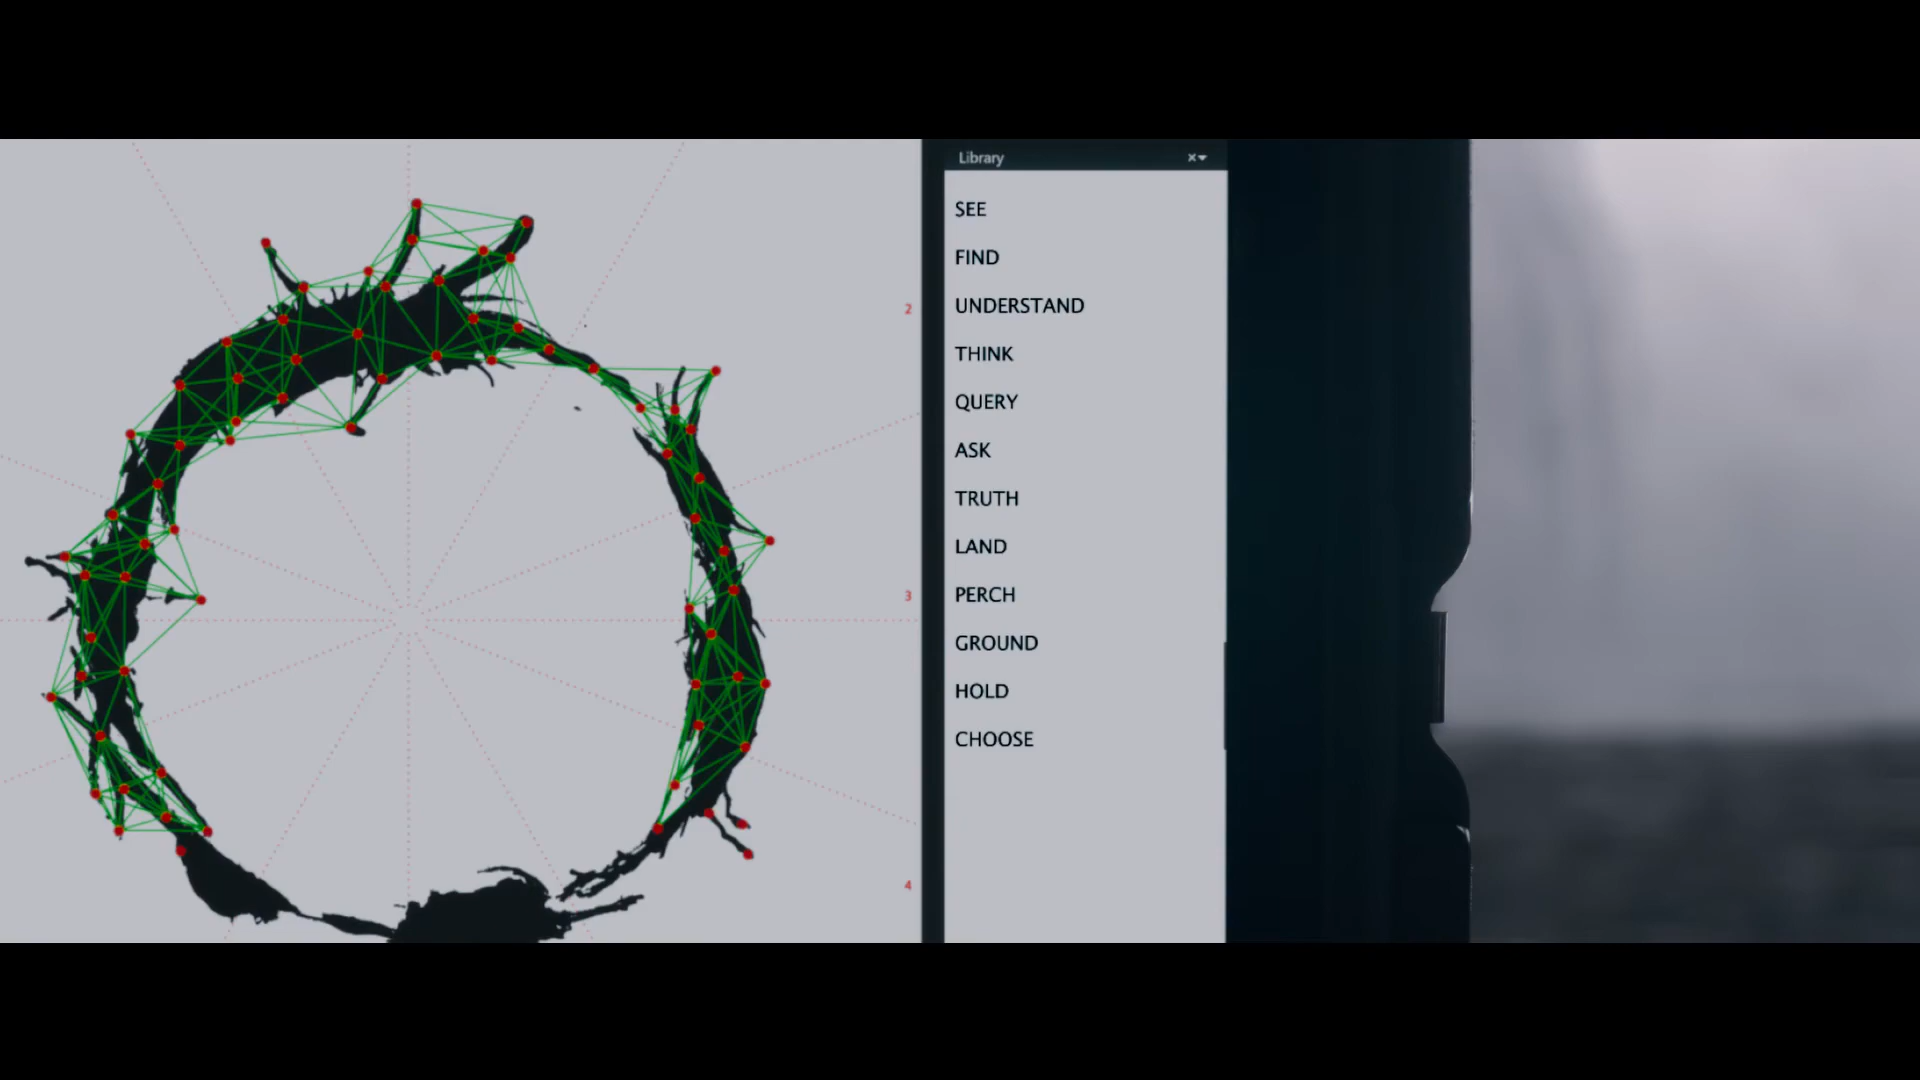 2
3
4
Library
SEE
FIND
UNDERSTAND
THINK
QUERY
ASK
TRUTH
LAND
PERCH
GROUND
HOLD
CHOOSE